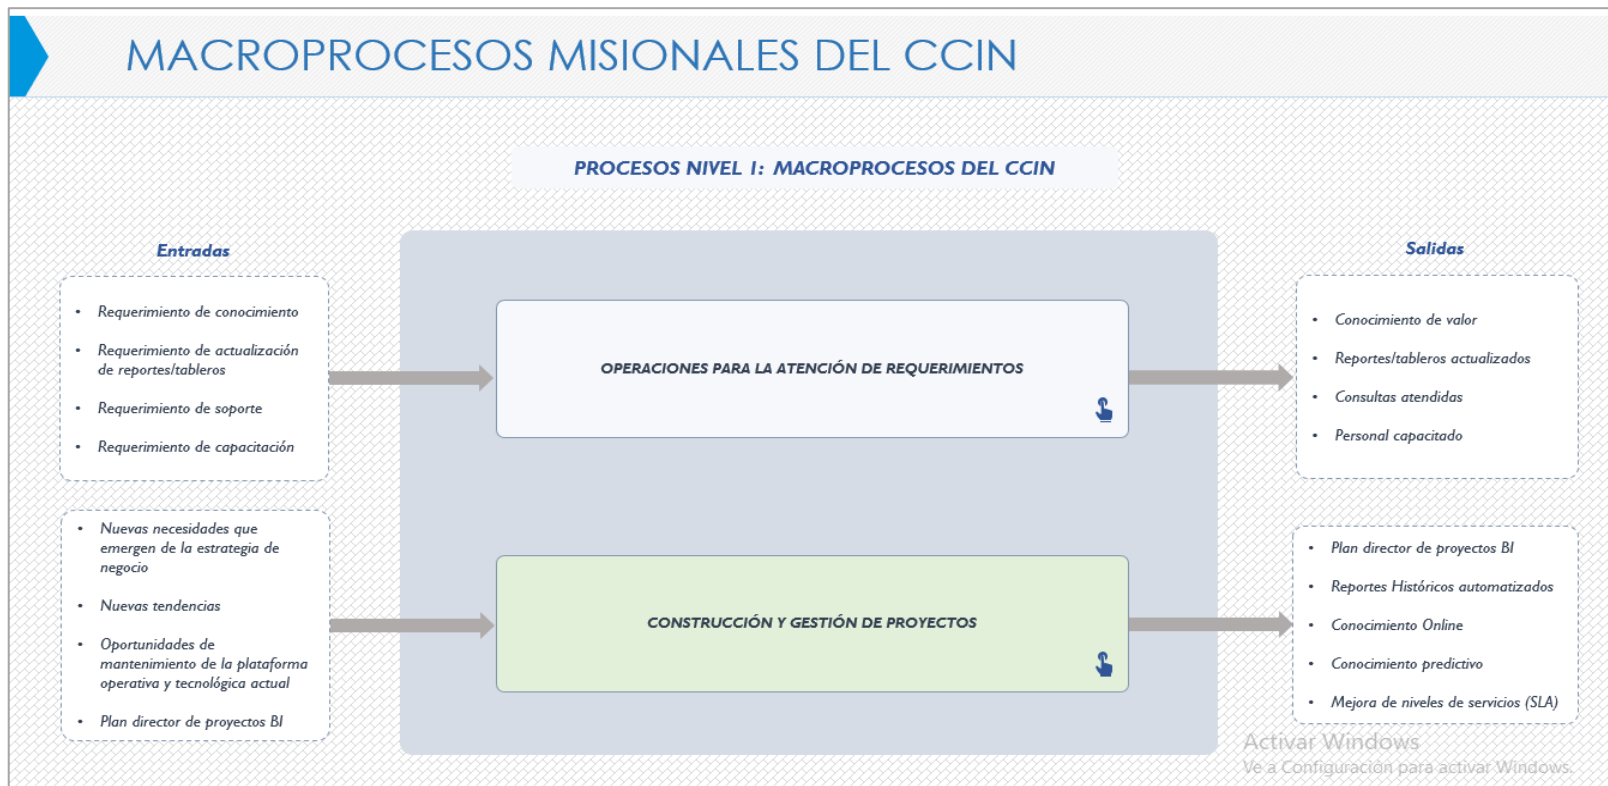 MACROPROCESOS MISIONALES DEL CCIN
PROCESOS NIVEL 1: MACROPROCESOS DEL CCIN
Entradas
• Requerimiento de conocimiento
• Requerimiento de actualización
de reportes/tableros
• Requerimiento de soporte
• Requerimiento de capacitación
OPERACIONES PARA LA ATENCIÓN DE REQUERIMIENTOS
Salidas
• Conocimiento de valor
• Reportes/tableros actualizados
• Consultas atendidas
• Personal capacitado
• Nuevas necesidades que
emergen de la estrategia de
negocio
• Nuevas tendencias
• Oportunidades de
mantenimiento de la plataforma
operativa y tecnológica actual
• Plan director de proyectos BI
CONSTRUCCIÓN Y GESTIÓN DE PROYECTOS
• Plan director de proyectos BI
• Reportes Históricos automatizados
• Conocimiento Online
• Conocimiento predictivo
• Mejora de niveles de servicios (SLA)
Activar Windows
Ve a Configuración para activar Windows.